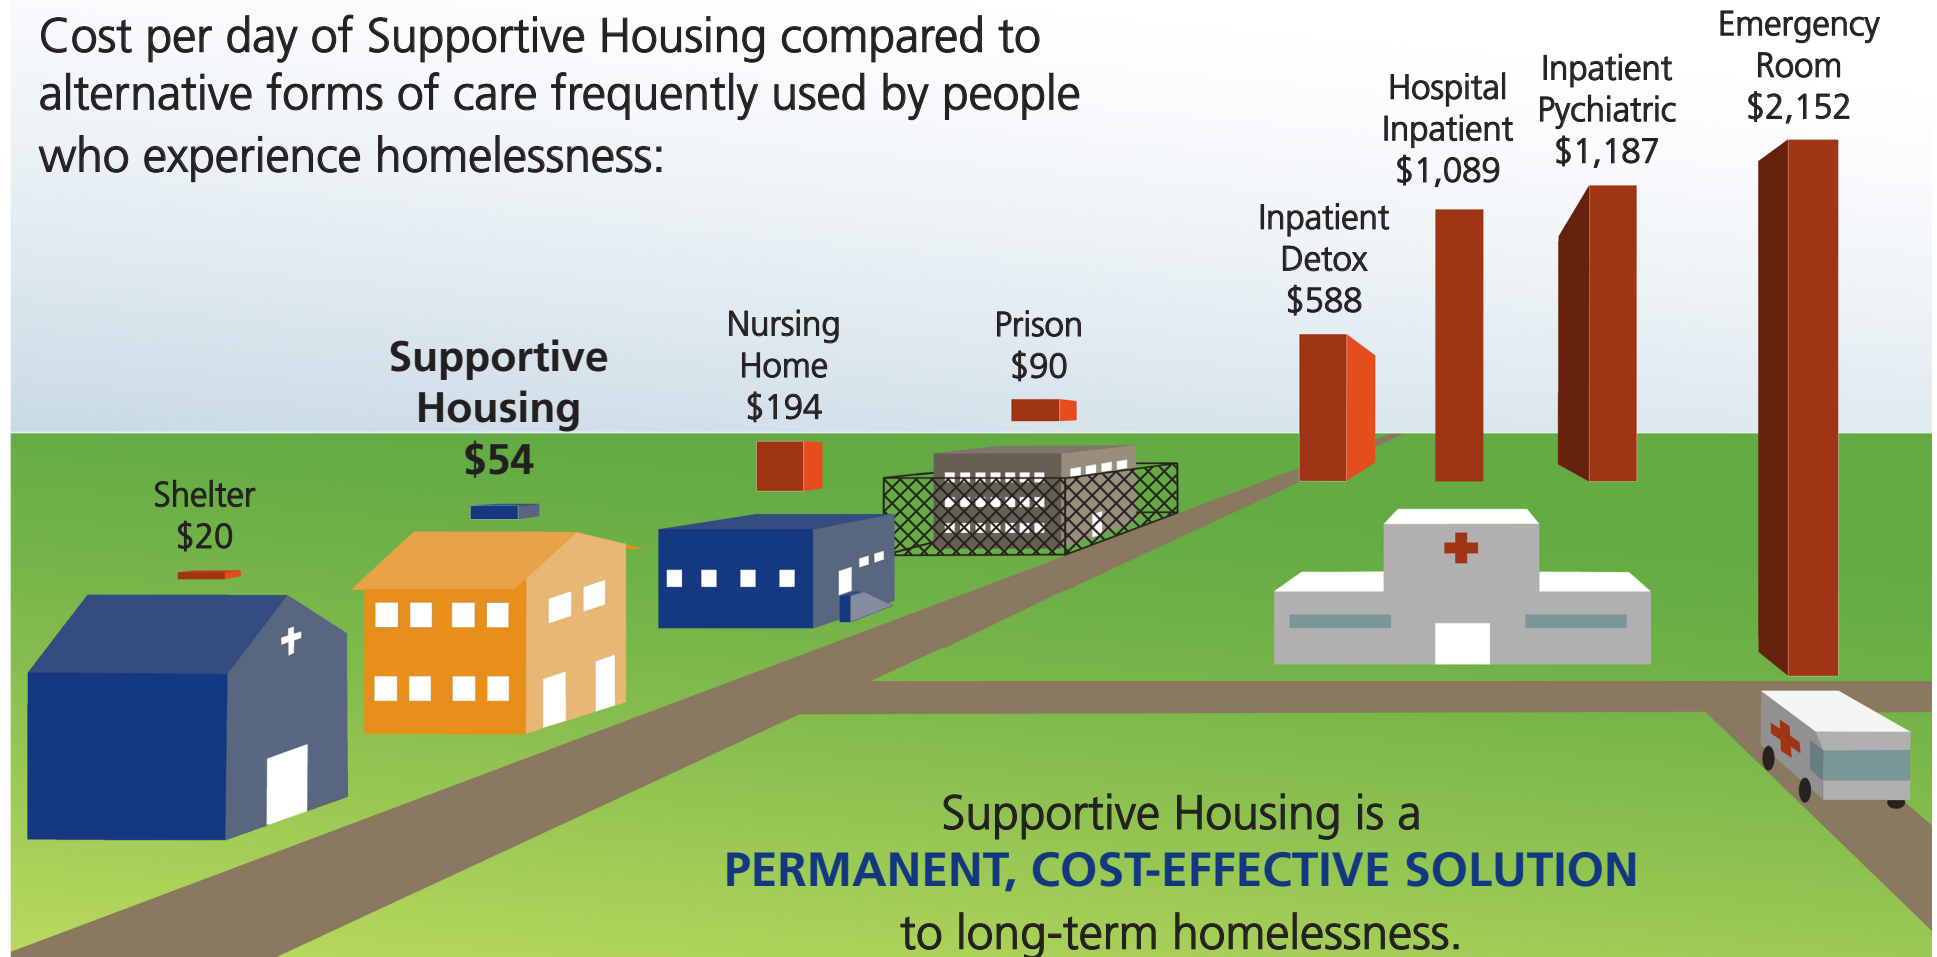 Cost per day of Supportive Housing compared to
alternative forms of care frequently used by people
who experience homelessness:
Shelter
$20
Supportive
Housing
$54
Nursing
Home
$194
Prison
$90
Inpatient
Detox
$588
Hospital
Inpatient
$1,089
Inpatient
Pychiatric
$1,187
Emergency
Room
$2,152
Supportive Housing is a
PERMANENT, COST-EFFECTIVE SOLUTION
to long-term homelessness.